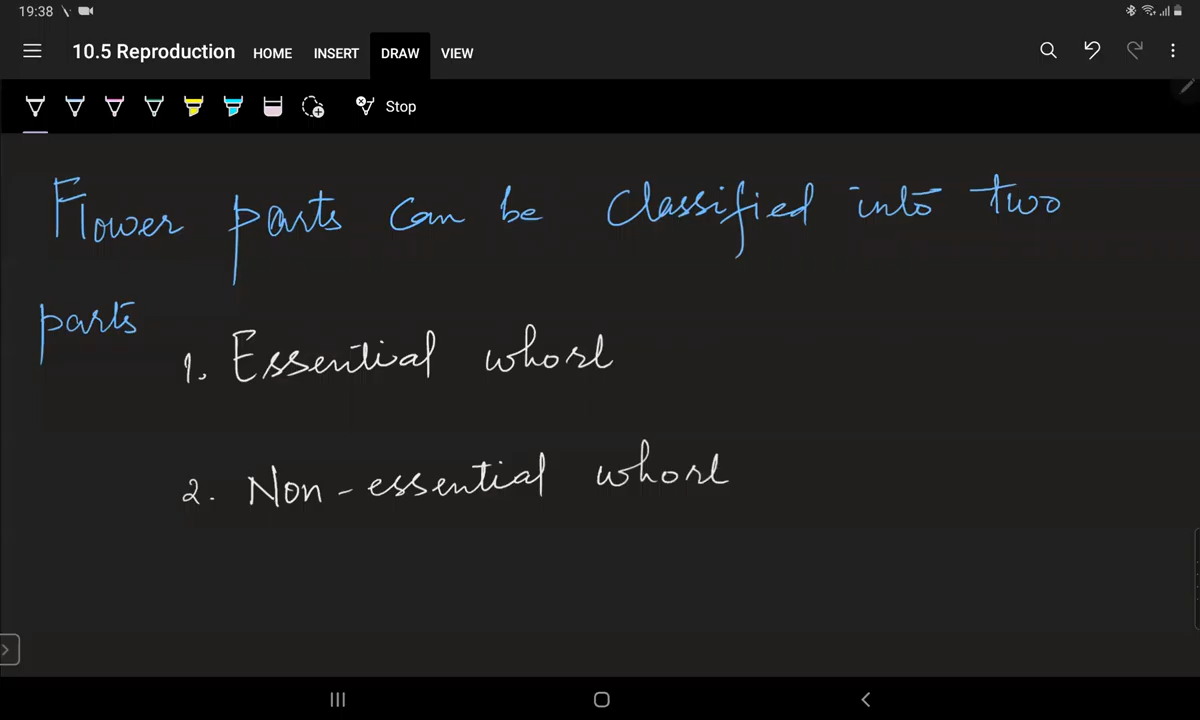 19:38
10.5 Reproduction HOME INSERT DRAW VIEW
Stop
Flower parts can be classified into two
parts
1. Essential whorl
2. Non-essential whorl